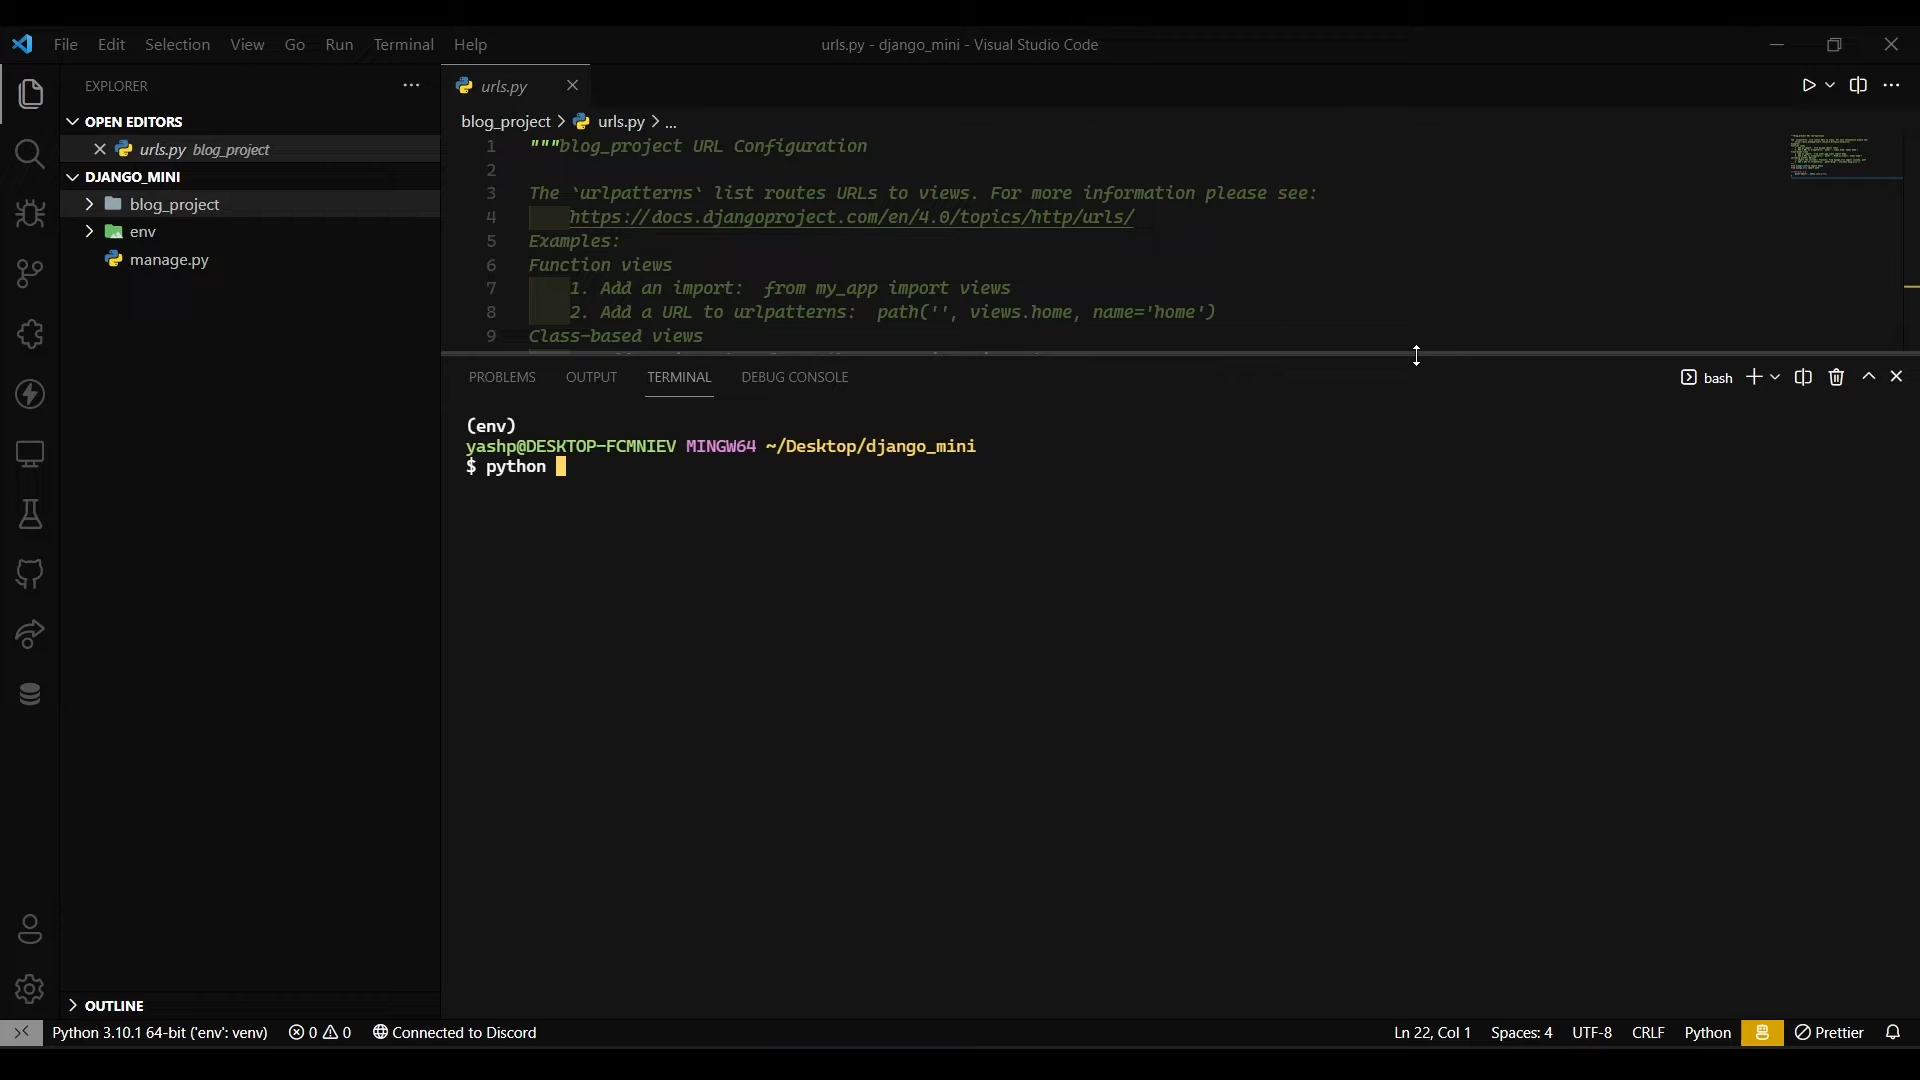 File Edit Selection View Go Run Terminal Help
urls.py - django_mini - Visual Studio Code
EXPLORER
OPEN EDITORS
urls.py blog_project
DJANGO_MINI
blog_project
env
manage.py
OUTLINE
urls.py
blog_project > urls.py > ...
1 """blog_project URL Configuration
2
3 The `urlpatterns` list routes URLs to views. For more information please see:
4 https://docs.djangoproject.com/en/4.0/topics/http/urls/
5 Examples:
6 Function views
7 1. Add an import:  from my_app import views
8 2. Add a URL to urlpatterns:  path('', views.home, name='home')
9 Class-based views
PROBLEMS OUTPUT TERMINAL DEBUG CONSOLE
bash
(env)
yashp@DESKTOP-FCMNIEV MINGW64 ~/Desktop/django_mini
$ python
Python 3.10.1 64-bit ('env': venv) 0 0 Connected to Discord
Ln 22, Col 1 Spaces: 4 UTF-8 CRLF Python Prettier